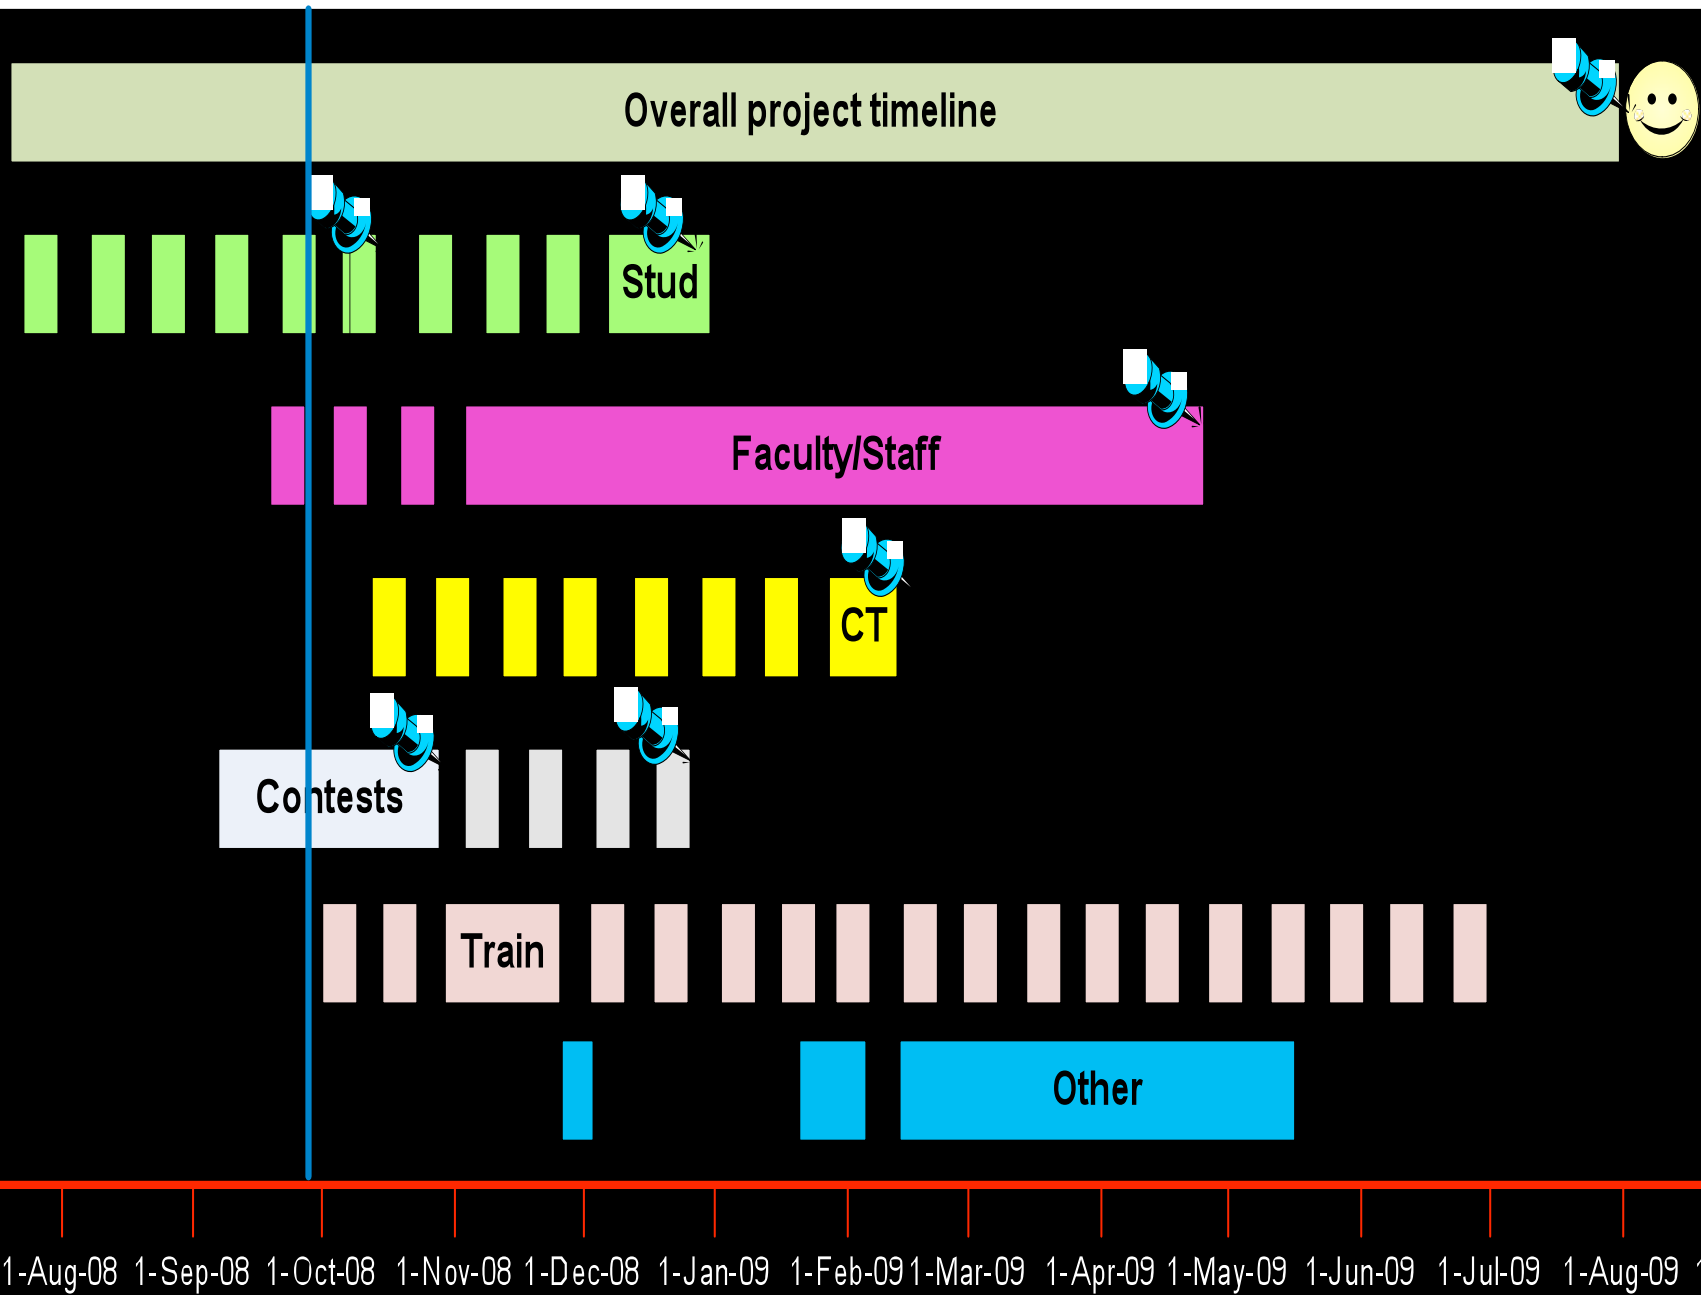 Overall project timeline
Stud
Faculty/Staff
CT
Contests
Train
Other
1-Aug-08 1-Sep-08 1-Oct-08 1-Nov-08 1-Dec-08 1-Jan-09 1-Feb-09 1-Mar-09 1-Apr-09 1-May-09 1-Jun-09 1-Jul-09 1-Aug-09